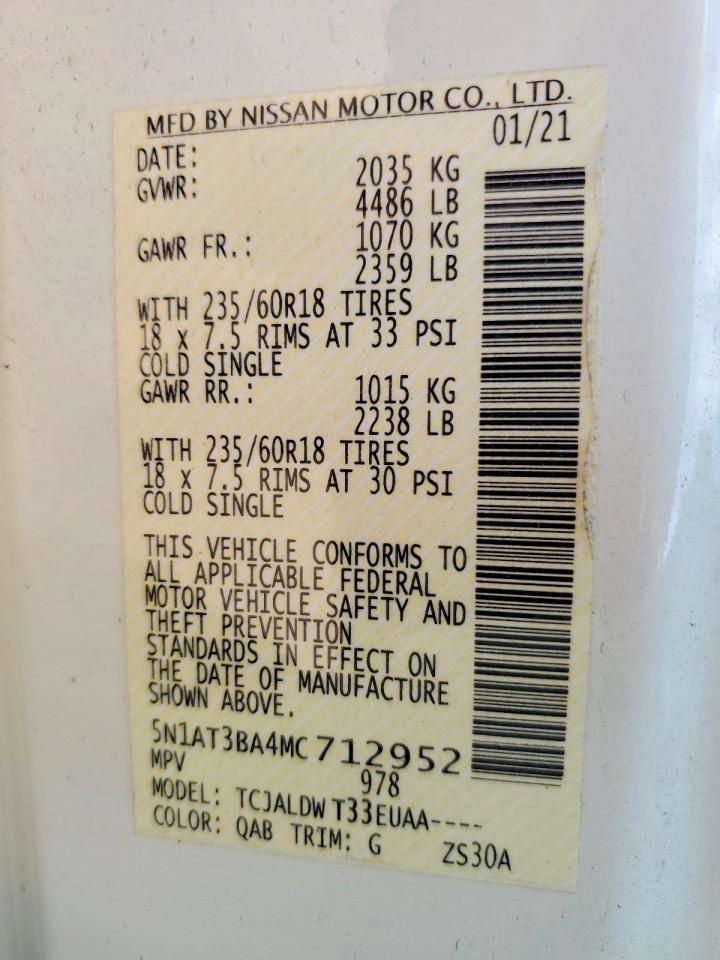 MFD BY NISSAN MOTOR CO., LTD.
DATE: 01/21
GVWR: 2035 KG
4486 LB
GAWR FR.: 1070 KG
2359 LB
WITH 235/60R18 TIRES
18 x 7.5 RIMS AT 33 PSI
COLD SINGLE
GAWR RR.: 1015 KG
2238 LB
WITH 235/60R18 TIRES
18 x 7.5 RIMS AT 30 PSI
COLD SINGLE
THIS VEHICLE CONFORMS TO
ALL APPLICABLE FEDERAL
MOTOR VEHICLE SAFETY AND
THEFT PREVENTION
STANDARDS IN EFFECT ON
THE DATE OF MANUFACTURE
SHOWN ABOVE.
5N1AT3BA4MC712952
MPV 978
MODEL: TCJALDW T33EUAA----
COLOR: QAB TRIM: G ZS30A